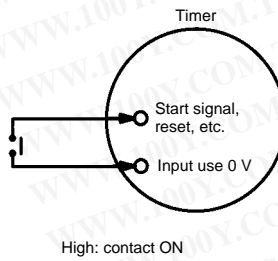 Timer
Start signal,
reset, etc.
Input use 0 V
High: contact ON